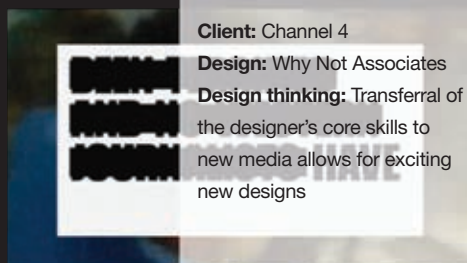 Client: Channel 4
Design: Why Not Associates
Design thinking: Transferral of
the designer’s core skills to
new media allows for exciting
new designs
HAVE